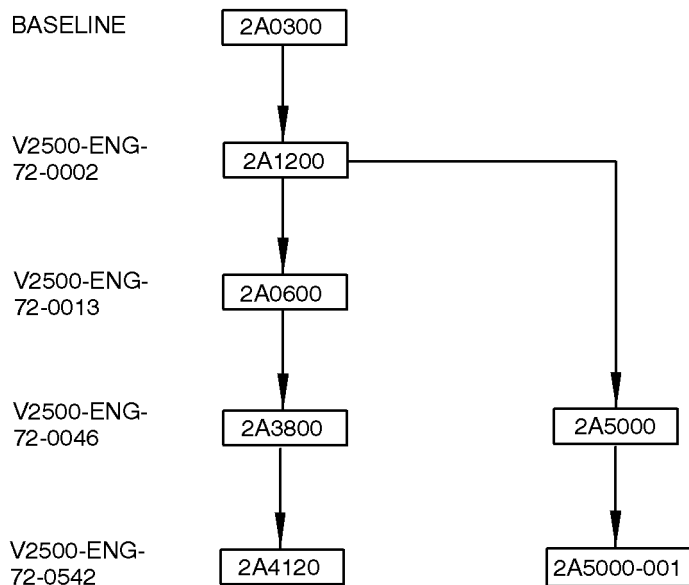 BASELINE
2A0300
V2500-ENG-
72-0002
2A1200
V2500-ENG-
72-0013
2A0600
V2500-ENG-
72-0046
2A3800
2A5000
V2500-ENG-
72-0542
2A4120
2A5000-001